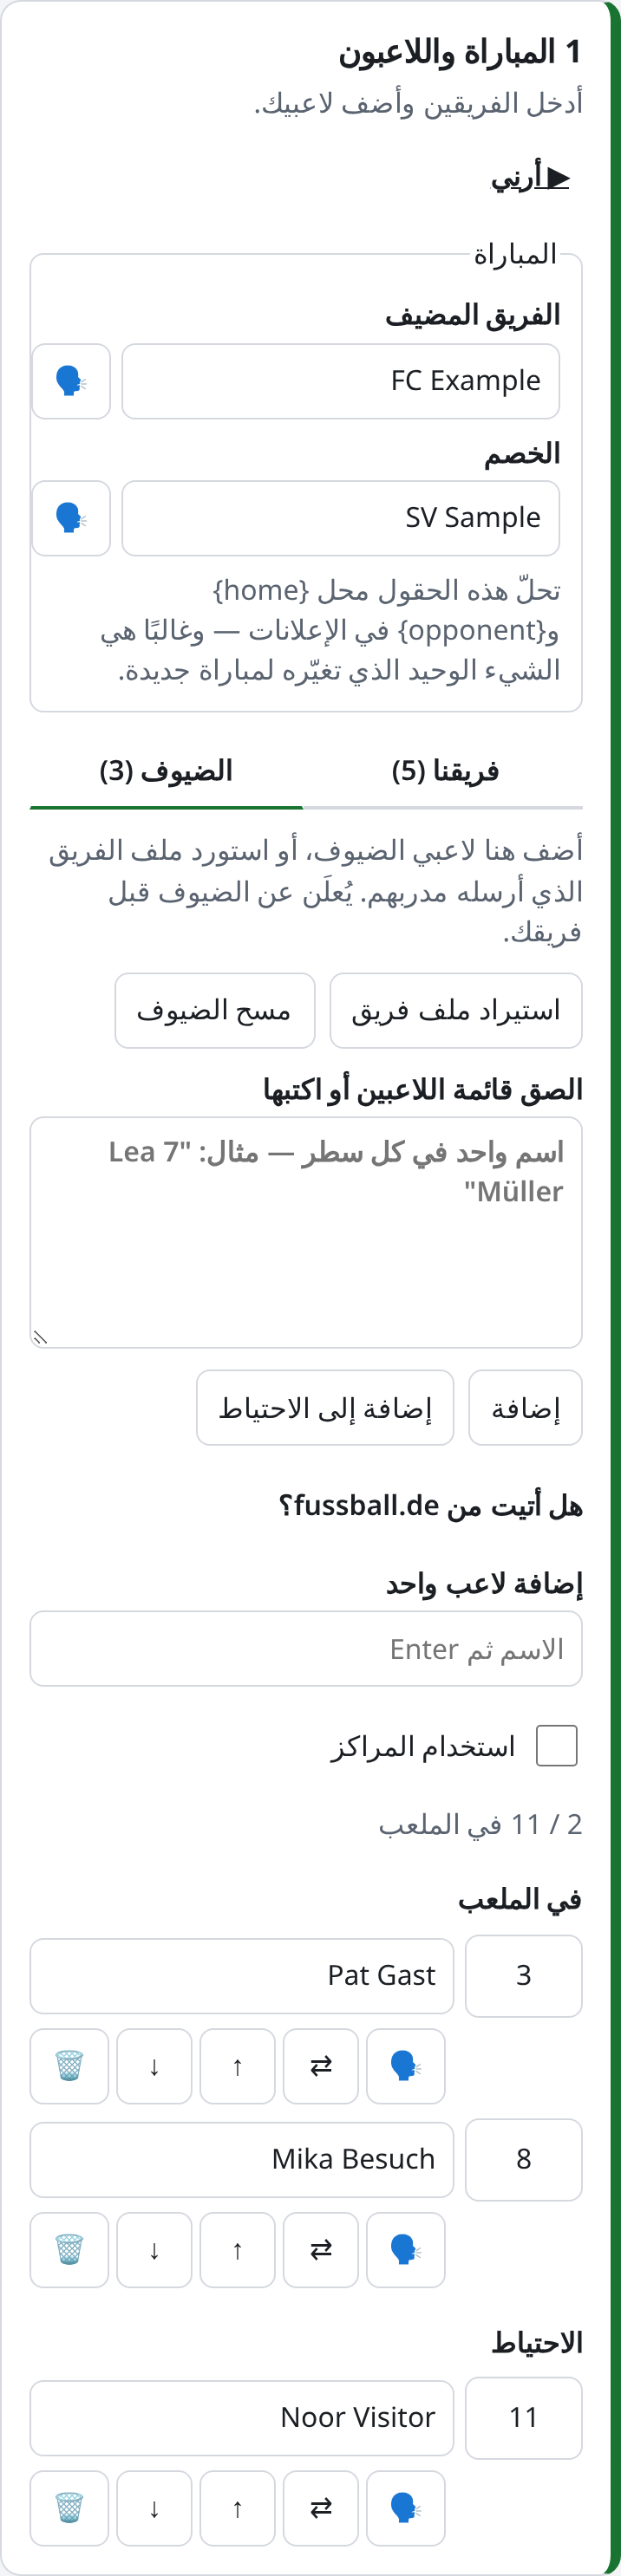 1 المباراة واللاعبون
أدخل الفريقين وأضف لاعبيك.
▶ أرني
المباراة
الفريق المضيف
FC Example
🗣️
الخصم
SV Sample
🗣️
تحلّ هذه الحقول محل {home}
و{opponent} في الإعلانات — وغالبًا هي
الشيء الوحيد الذي تغيّره لمباراة جديدة.
فريقنا (5)
الضيوف (3)
أضف هنا لاعبي الضيوف، أو استورد ملف الفريق
الذي أرسله مدربهم. يُعلَن عن الضيوف قبل
فريقك.
استيراد ملف فريق
مسح الضيوف
الصق قائمة اللاعبين أو اكتبها
اسم واحد في كل سطر — مثال: "7 Lea
Müller"
إضافة
إضافة إلى الاحتياط
هل أتيت من fussball.de؟
إضافة لاعب واحد
الاسم ثم Enter
استخدام المراكز
2 / 11 في الملعب
في الملعب
3
Pat Gast
🗣️ ⇄ ↑ ↓ 🗑️
8
Mika Besuch
🗣️ ⇄ ↑ ↓ 🗑️
الاحتياط
11
Noor Visitor
🗣️ ⇄ ↑ ↓ 🗑️